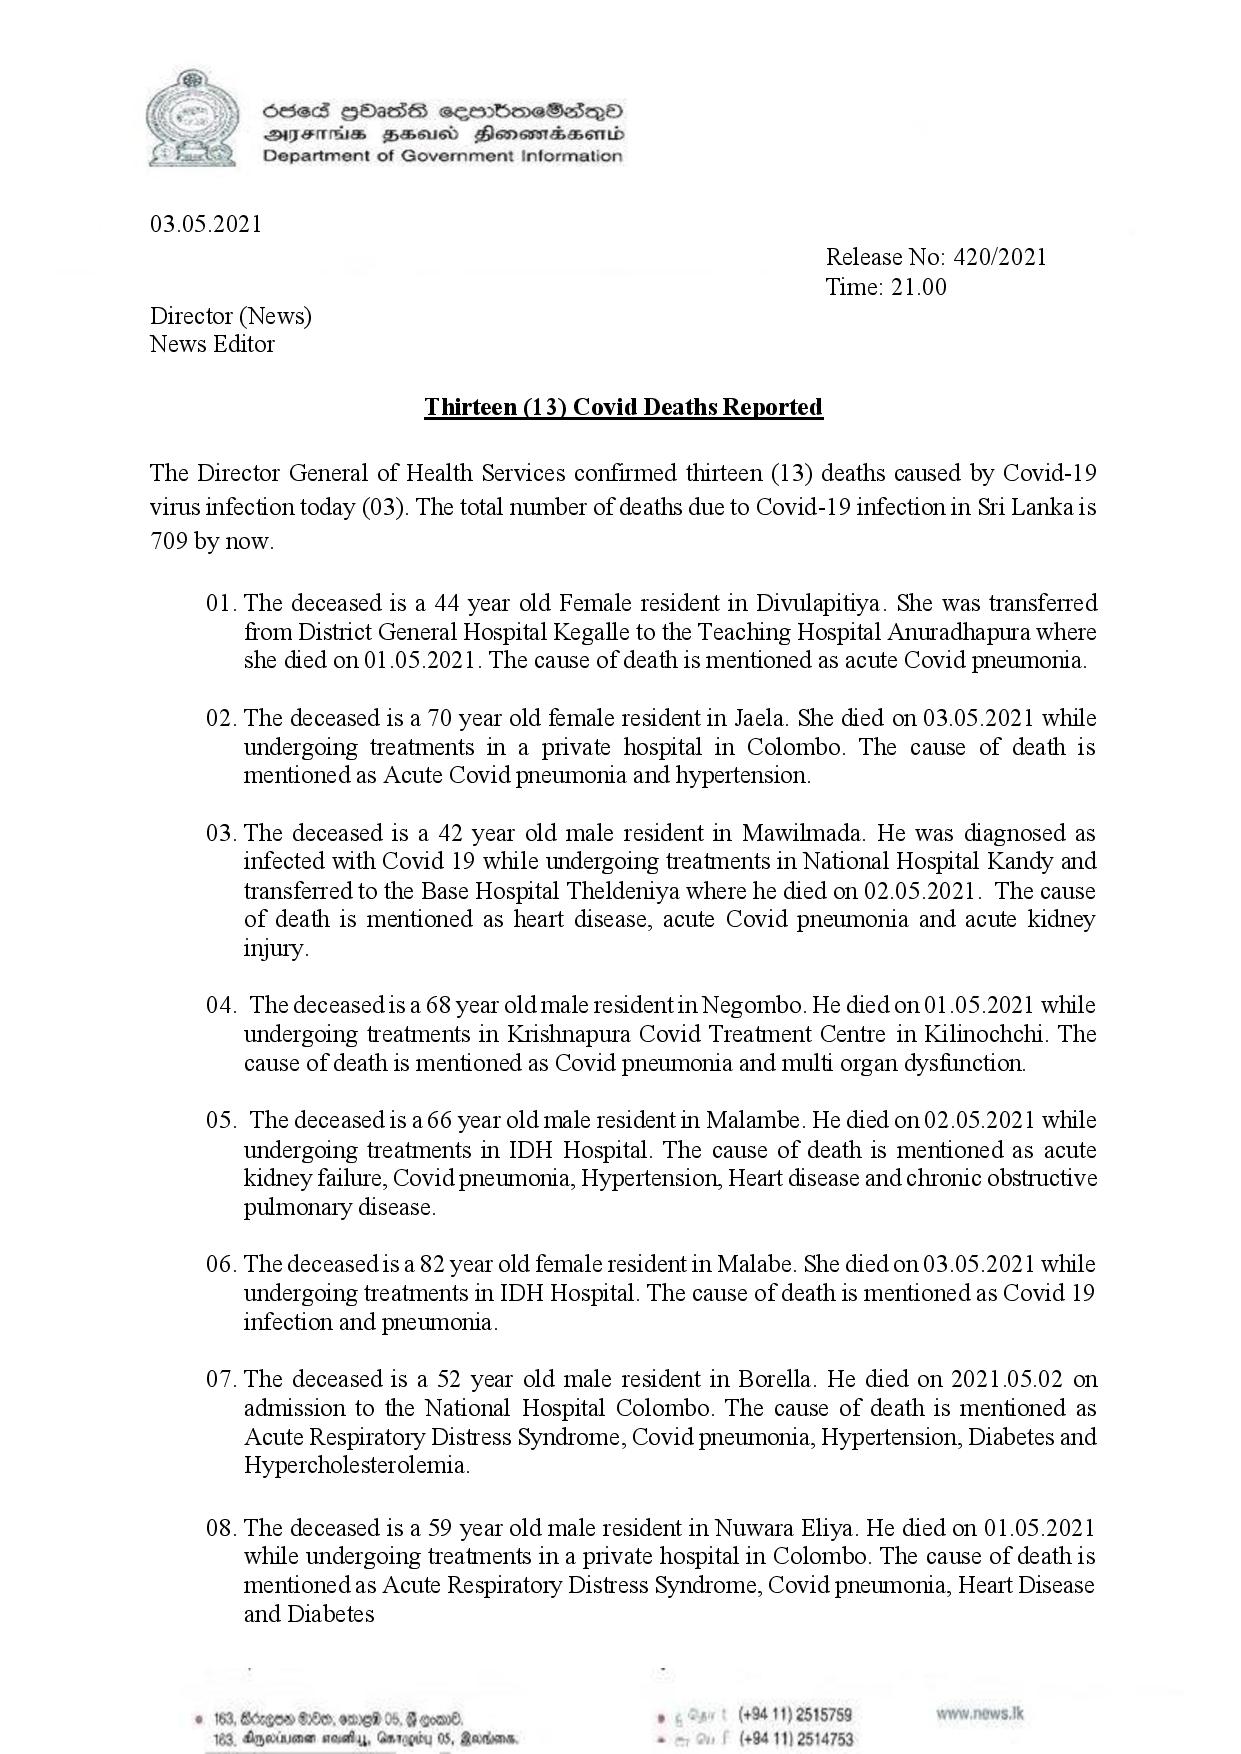 රජයේ ප්‍රවෘත්ති දෙපාර්තමේන්තුව
அரசாங்க தகவல் திணைக்களம்
Department of Government Information
03.05.2021
Release No: 420/2021
Time: 21.00
Director (News)
News Editor
Thirteen (13) Covid Deaths Reported
The Director General of Health Services confirmed thirteen (13) deaths caused by Covid-19
virus infection today (03). The total number of deaths due to Covid-19 infection in Sri Lanka is
709 by now.
01. The deceased is a 44 year old Female resident in Divulapitiya. She was transferred
from District General Hospital Kegalle to the Teaching Hospital Anuradhapura where
she died on 01.05.2021. The cause of death is mentioned as acute Covid pneumonia.
02. The deceased is a 70 year old female resident in Jaela. She died on 03.05.2021 while
undergoing treatments in a private hospital in Colombo. The cause of death is
mentioned as Acute Covid pneumonia and hypertension.
03. The deceased is a 42 year old male resident in Mawilmada. He was diagnosed as
infected with Covid 19 while undergoing treatments in National Hospital Kandy and
transferred to the Base Hospital Theldeniya where he died on 02.05.2021. The cause
of death is mentioned as heart disease, acute Covid pneumonia and acute kidney
injury.
04. The deceased is a 68 year old male resident in Negombo. He died on 01.05.2021 while
undergoing treatments in Krishnapura Covid Treatment Centre in Kilinochchi. The
cause of death is mentioned as Covid pneumonia and multi organ dysfunction.
05. The deceased is a 66 year old male resident in Malambe. He died on 02.05.2021 while
undergoing treatments in IDH Hospital. The cause of death is mentioned as acute
kidney failure, Covid pneumonia, Hypertension, Heart disease and chronic obstructive
pulmonary disease.
06. The deceased is a 82 year old female resident in Malabe. She died on 03.05.2021 while
undergoing treatments in IDH Hospital. The cause of death is mentioned as Covid 19
infection and pneumonia.
07. The deceased is a 52 year old male resident in Borella. He died on 2021.05.02 on
admission to the National Hospital Colombo. The cause of death is mentioned as
Acute Respiratory Distress Syndrome, Covid pneumonia, Hypertension, Diabetes and
Hypercholesterolemia.
08. The deceased is a 59 year old male resident in Nuwara Eliya. He died on 01.05.2021
while undergoing treatments in a private hospital in Colombo. The cause of death is
mentioned as Acute Respiratory Distress Syndrome, Covid pneumonia, Heart Disease
and Diabetes
163, කිරුළපන මාවත, කොළඹ 05, ශ්‍රී ලංකාව.
163, கிருலப்பனை எவனியூ, கொழும்பு 05, இலங்கை.
(+94 11) 2515759
(+94 11) 2514753
www.news.lk